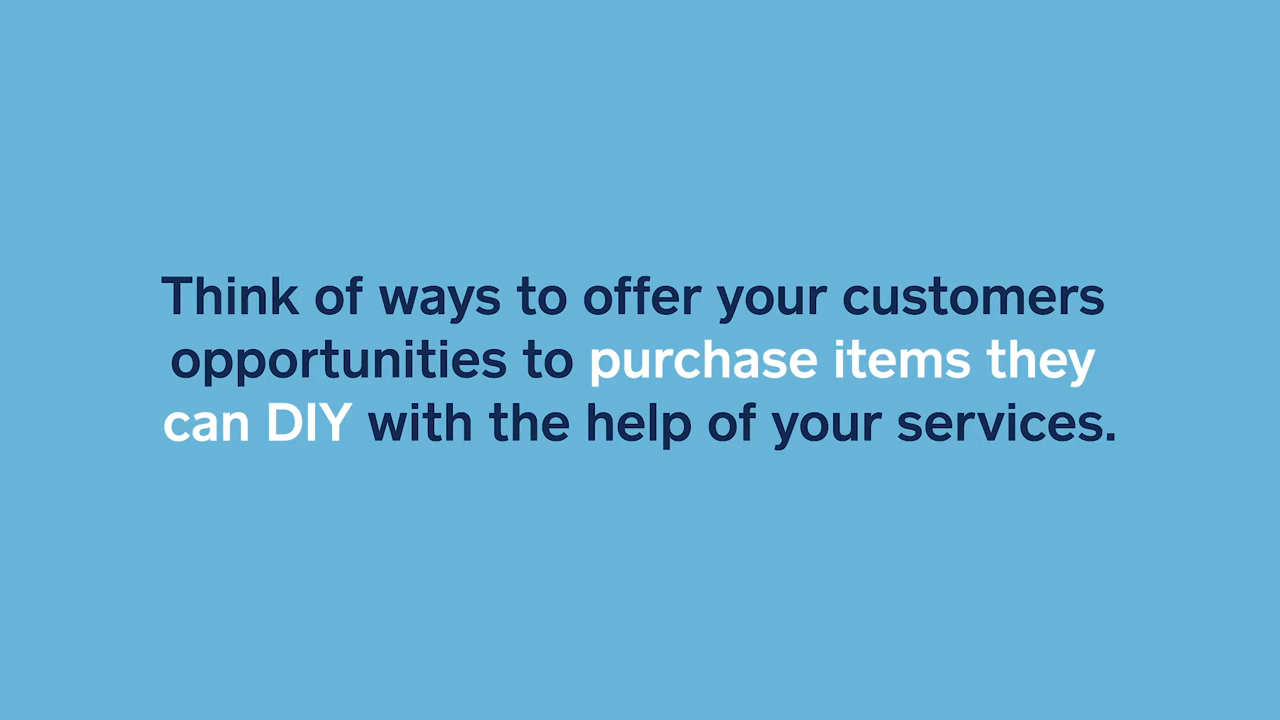 Think of ways to offer your customers
opportunities to purchase items they
can DIY with the help of your services.